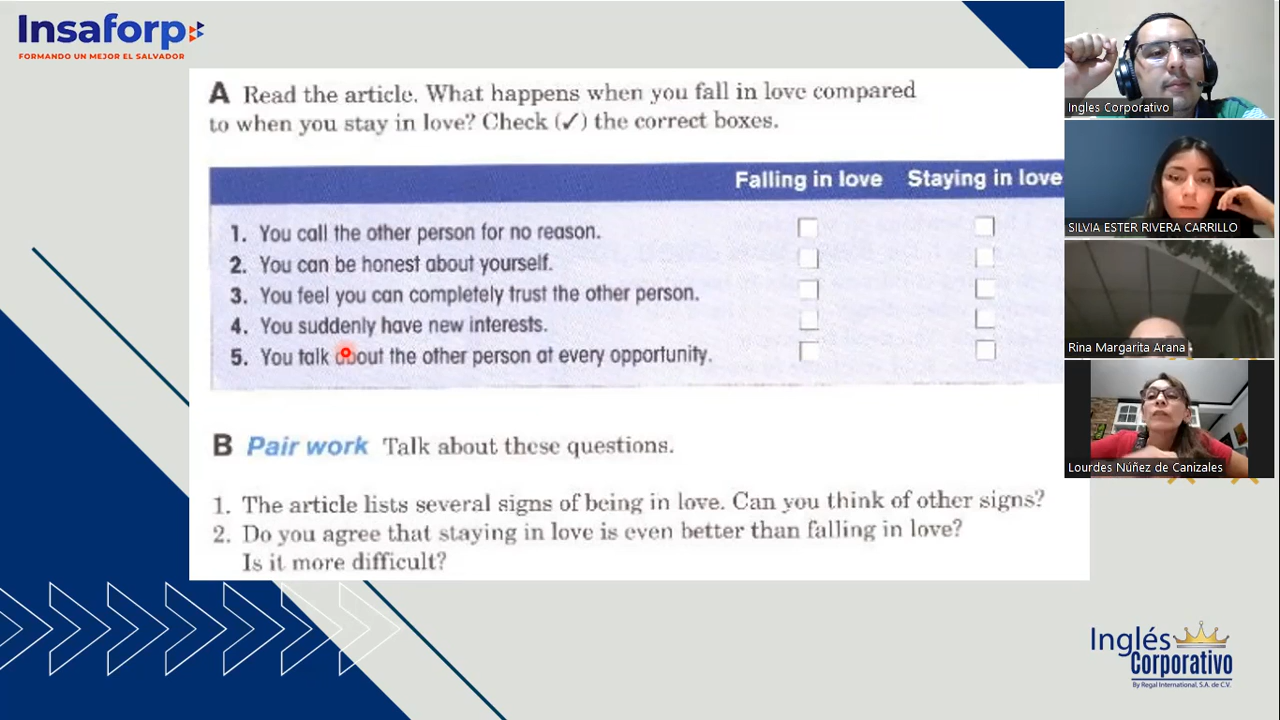 Insaforp
FORMANDO UN MEJOR EL SALVADOR
A Read the article. What happens when you fall in love compared
to when you stay in love? Check (✓) the correct boxes.
Falling in love Staying in love
1. You call the other person for no reason.
2. You can be honest about yourself.
3. You feel you can completely trust the other person.
4. You suddenly have new interests.
5. You talk about the other person at every opportunity.
B Pair work Talk about these questions.
1. The article lists several signs of being in love. Can you think of other signs?
2. Do you agree that staying in love is even better than falling in love?
Is it more difficult?
Ingles Corporativo
SILVIA ESTER RIVERA CARRILLO
Rina Margarita Arana
Lourdes Núñez de Canizales
Inglés
Corporativo
By Regal International, S.A. de C.V.